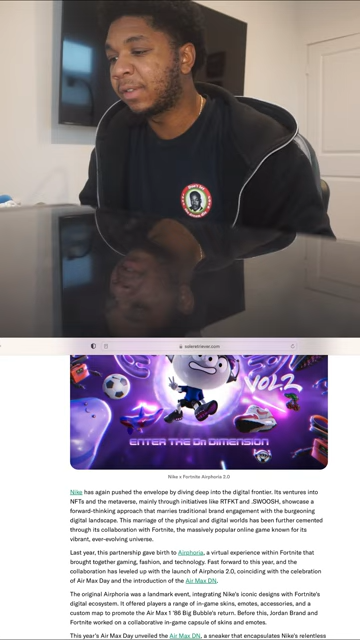 soleretriever.com
VOL.2
ENTER THE Dn DIMENSION
Nike x Fortnite Airphoria 2.0
Nike has again pushed the envelope by diving deep into the digital frontier. Its ventures into
NFTs and the metaverse, mainly through initiatives like RTFKT and .SWOOSH, showcase a
forward-thinking approach that marries traditional brand engagement with the burgeoning
digital landscape. This marriage of the physical and digital worlds has been further cemented
through its collaboration with Fortnite, the massively popular online game known for its
vibrant, ever-evolving universe.
Last year, this partnership gave birth to Airphoria, a virtual experience within Fortnite that
brought together gaming, fashion, and technology. Fast forward to this year, and the
collaboration has leveled up with the launch of Airphoria 2.0, coinciding with the celebration
of Air Max Day and the introduction of the Air Max DN.
The original Airphoria was a landmark event, integrating Nike's iconic designs with Fortnite's
digital ecosystem. It offered players a range of in-game skins, emotes, accessories, and a
custom map to promote the Air Max 1 '86 Big Bubble's return. Before this, Jordan Brand and
Fortnite worked on a collaborative in-game capsule of skins and emotes.
This year's Air Max Day unveiled the Air Max DN, a sneaker that encapsulates Nike's relentless